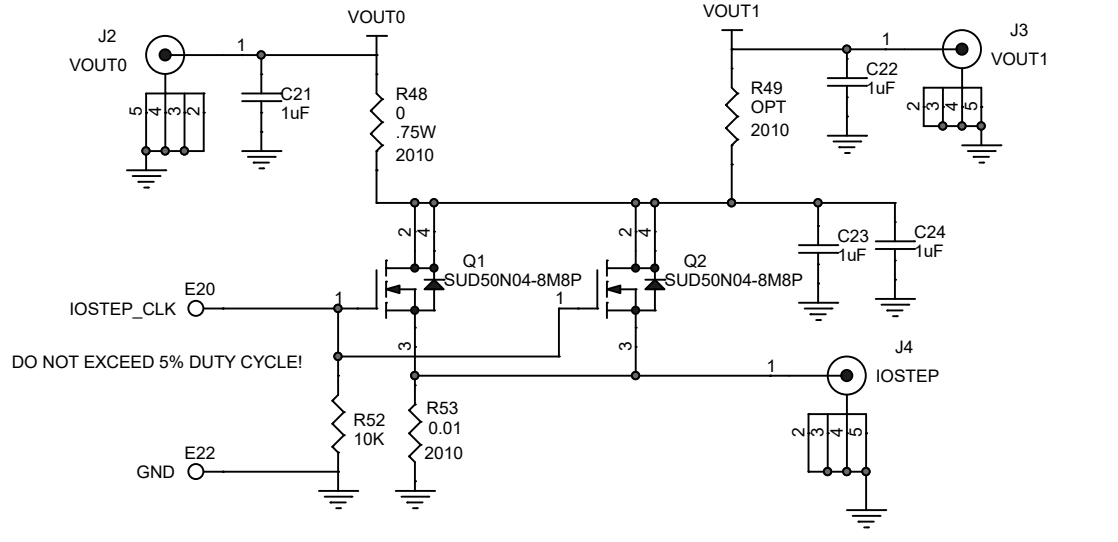 VOUT0
VOUT1
J2
VOUT0
1
5
4
3
2
C21
1uF
R48
0
.75W
2010
R49
OPT
2010
C22
1uF
1
J3
VOUT1
2
3
4
5
2
4
Q1
SUD50N04-8M8P
2
4
Q2
SUD50N04-8M8P
C23
1uF
C24
1uF
IOSTEP_CLK
E20
1
1
3
3
DO NOT EXCEED 5% DUTY CYCLE!
R52
10K
R53
0.01
2010
1
J4
IOSTEP
2
3
4
5
GND
E22